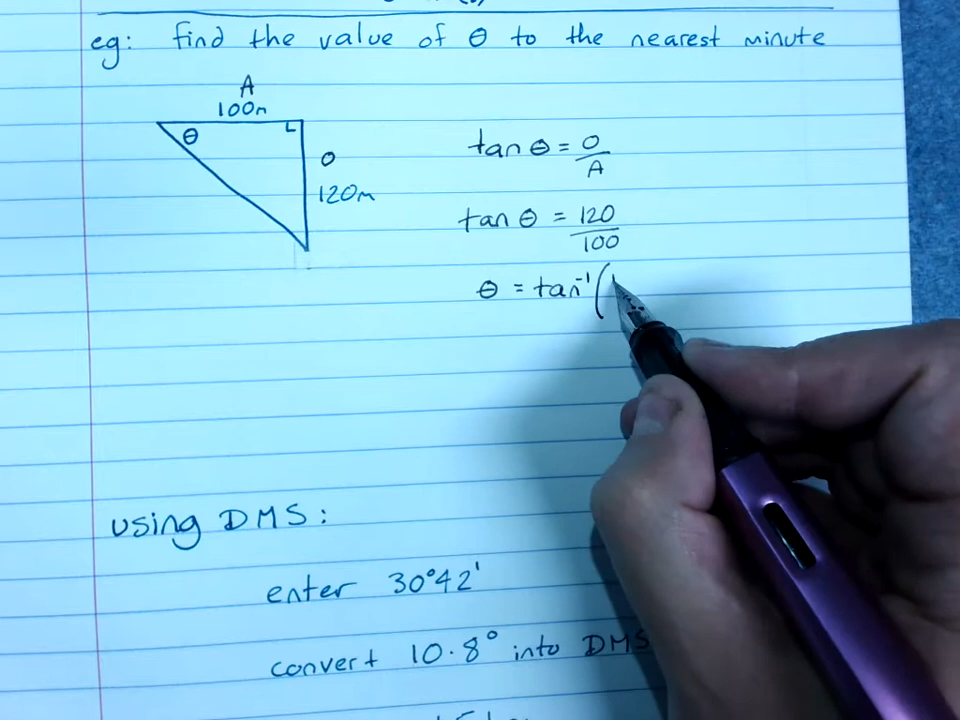 eg: find the value of θ to the nearest minute
A
100m
θ
O
120m
tan θ = O/A
tan θ = 120/100
θ = tan⁻¹(
using DMS:
enter 30°42'
convert 10.8° into DMS